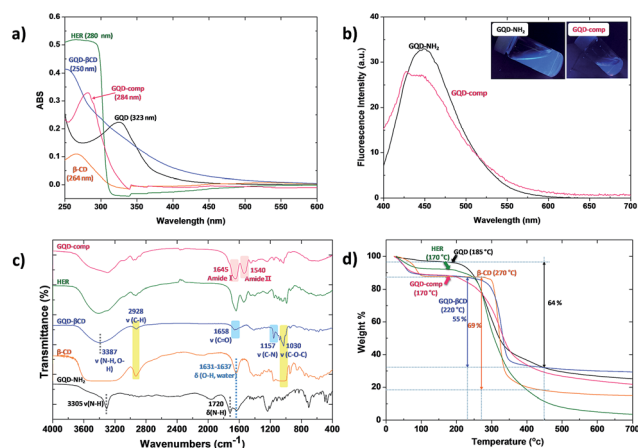 a)
HER (280 nm)
GQD-βCD
(250 nm)
GQD-comp
(284 nm)
GQD (323 nm)
β-CD
(264 nm)
ABS
0.6
0.5
0.4
0.3
0.2
0.1
0.0
250 300 350 400 450 500 550 600
Wavelength (nm)
b)
GQD-NH₂
GQD-comp
GQD-NH₂
GQD-comp
Fluorescence Intensity (a.u.)
40
30
20
10
0
400 450 500 550 600 650 700
Wavelength (nm)
c)
GQD-comp
1645
Amide I
1540
Amide II
HER
GQD-βCD
2928
ν (C-H)
1658
ν (C=O)
1157
ν (C-N)
1030
ν (C-O-C)
3387
ν (N-H, O-
H)
β-CD
1631-1637
δ (O-H, water)
GQD-NH₂
3305 ν(N-H)
1720
δ(N-H)
Transmittance (%)
4000 3600 3200 2800 2400 2000 1600 1200 800 400
Wavenumbers (cm⁻¹)
d)
HER
(170 °C)
GQD (185 °C)
β-CD (270 °C)
GQD-comp
(170 °C)
GQD-βCD
(220 °C)
55 %
69 %
64 %
Weight %
100
90
80
70
60
50
40
30
20
10
0
0 100 200 300 400 500 600 700
Temperature (°c)